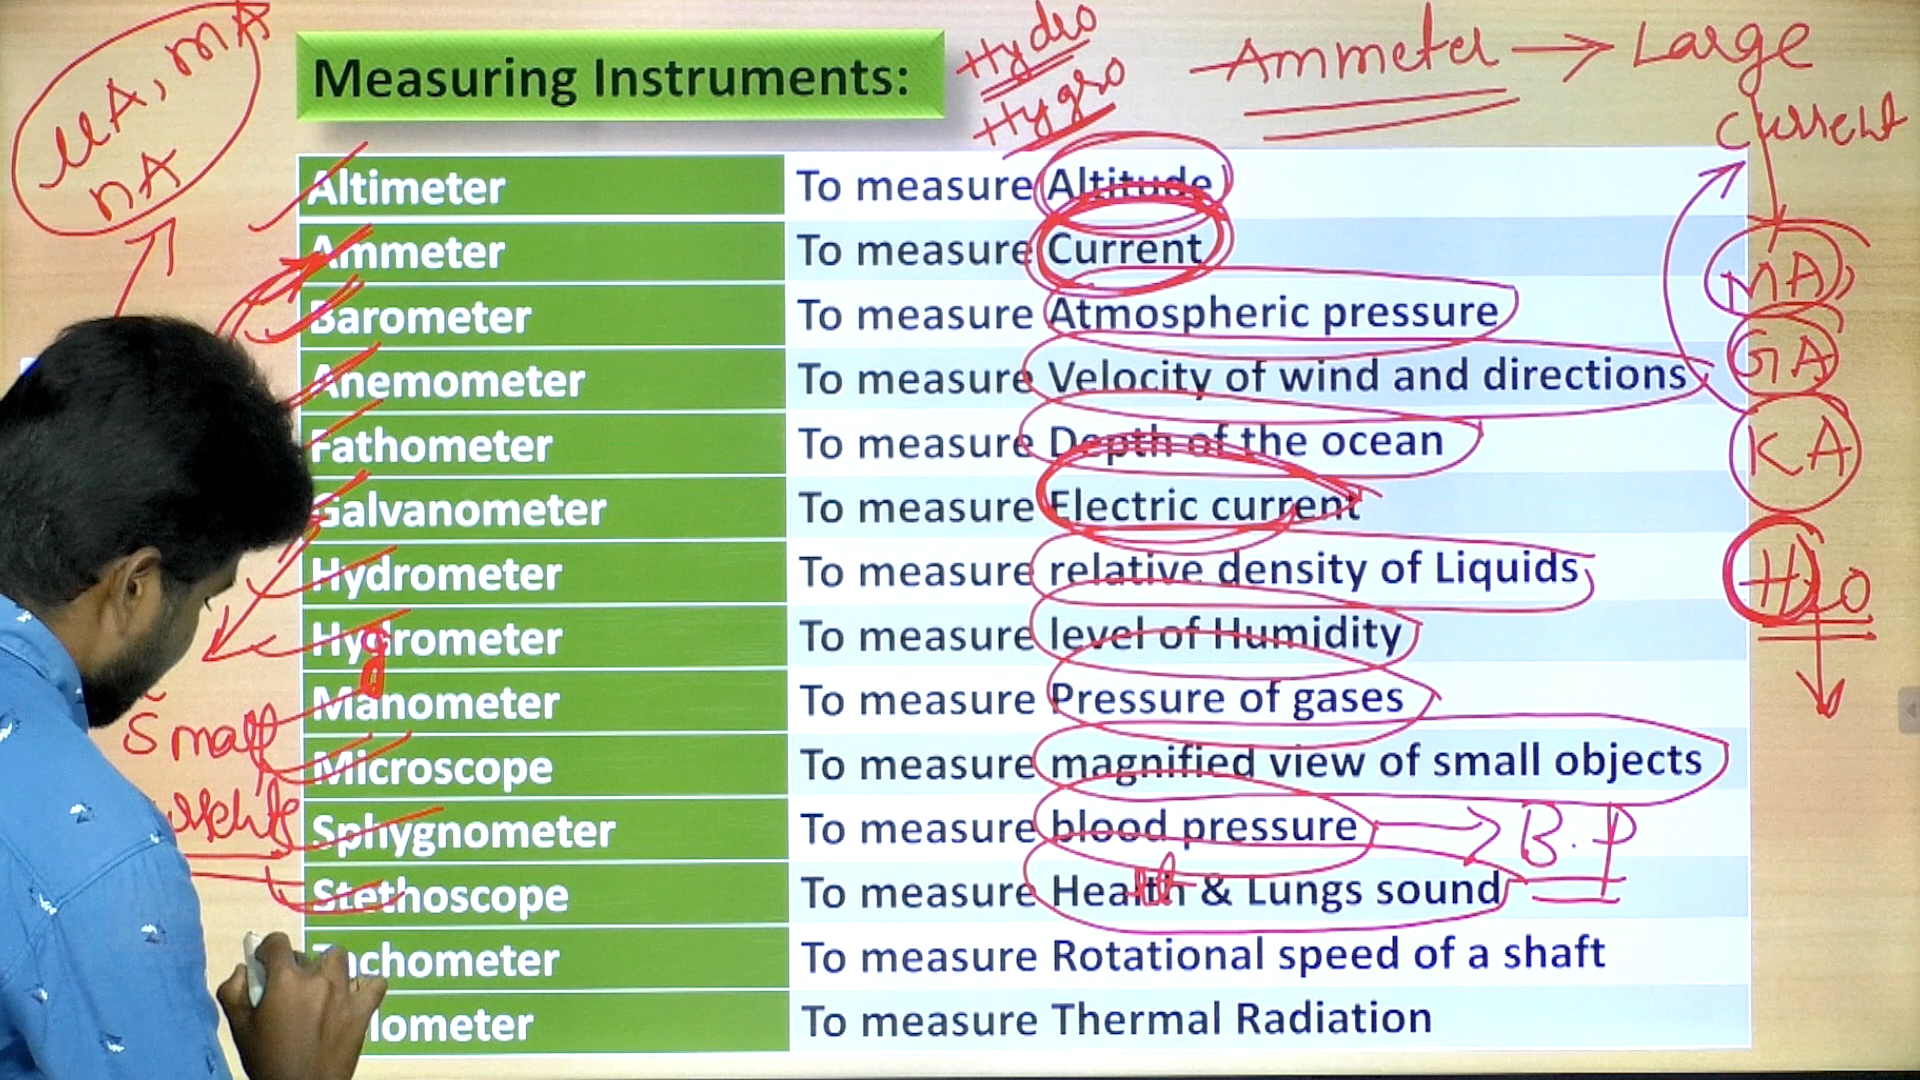 μA, mA
nA
Measuring Instruments:
Hydro
Hygro
Ammeter → Large
Current
Altimeter To measure Altitude
Ammeter To measure Current
Barometer To measure Atmospheric pressure
Anemometer To measure Velocity of wind and directions
Fathometer To measure Depth of the ocean
Galvanometer To measure Electric current
Hydrometer To measure relative density of Liquids
Hygrometer To measure level of Humidity
Manometer To measure Pressure of gases
Microscope To measure magnified view of small objects
Sphygnometer To measure blood pressure → B.P
Stethoscope To measure Health & Lungs sound
To measure Rotational speed of a shaft
To measure Thermal Radiation
MA,
GA
KA
H2O
Small